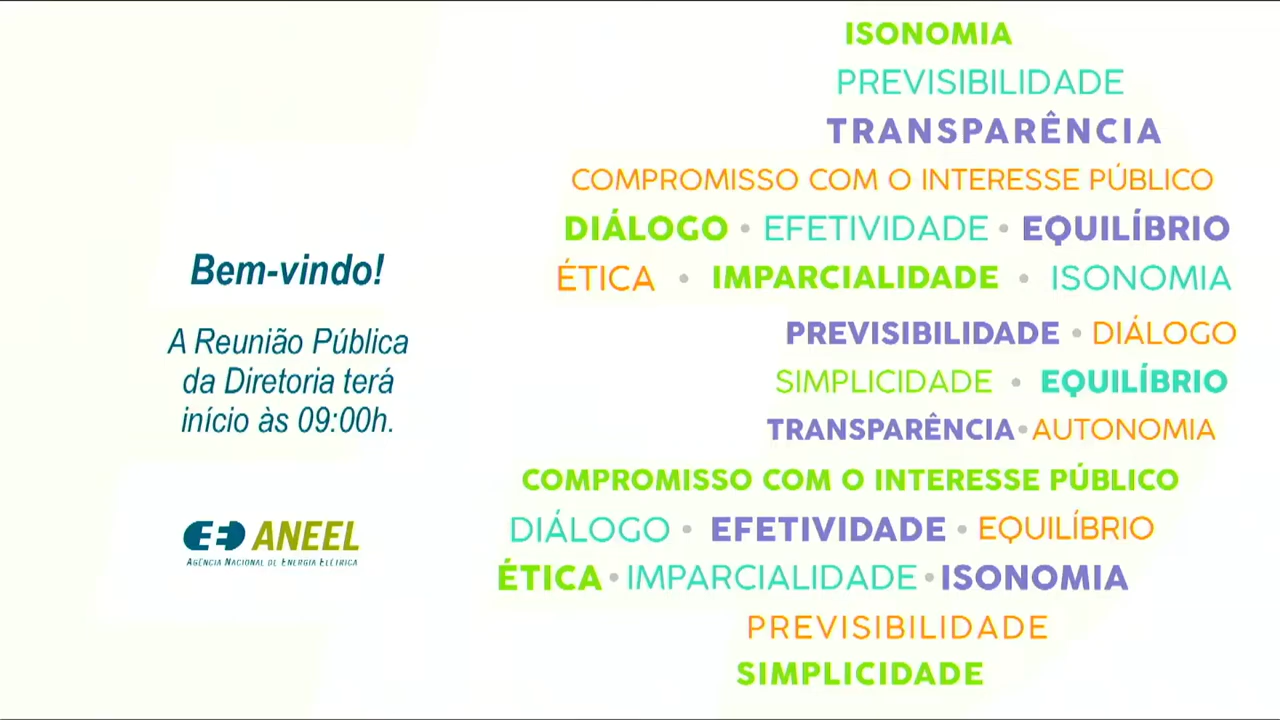 Bem-vindo!
A Reunião Pública
da Diretoria terá
início às 09:00h.
ANEEL
AGÊNCIA NACIONAL DE ENERGIA ELÉTRICA
ISONOMIA
PREVISIBILIDADE
TRANSPARÊNCIA
COMPROMISSO COM O INTERESSE PÚBLICO
DIÁLOGO • EFETIVIDADE • EQUILÍBRIO
ÉTICA • IMPARCIALIDADE • ISONOMIA
PREVISIBILIDADE • DIÁLOGO
SIMPLICIDADE • EQUILÍBRIO
TRANSPARÊNCIA • AUTONOMIA
COMPROMISSO COM O INTERESSE PÚBLICO
DIÁLOGO • EFETIVIDADE • EQUILÍBRIO
ÉTICA • IMPARCIALIDADE • ISONOMIA
PREVISIBILIDADE
SIMPLICIDADE